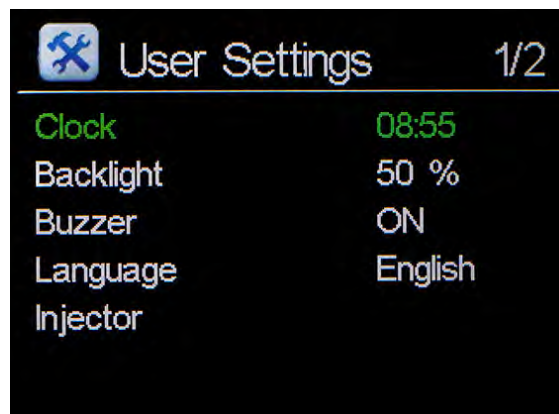 User Settings 1/2
Clock 08:55
Backlight 50 %
Buzzer ON
Language English
Injector